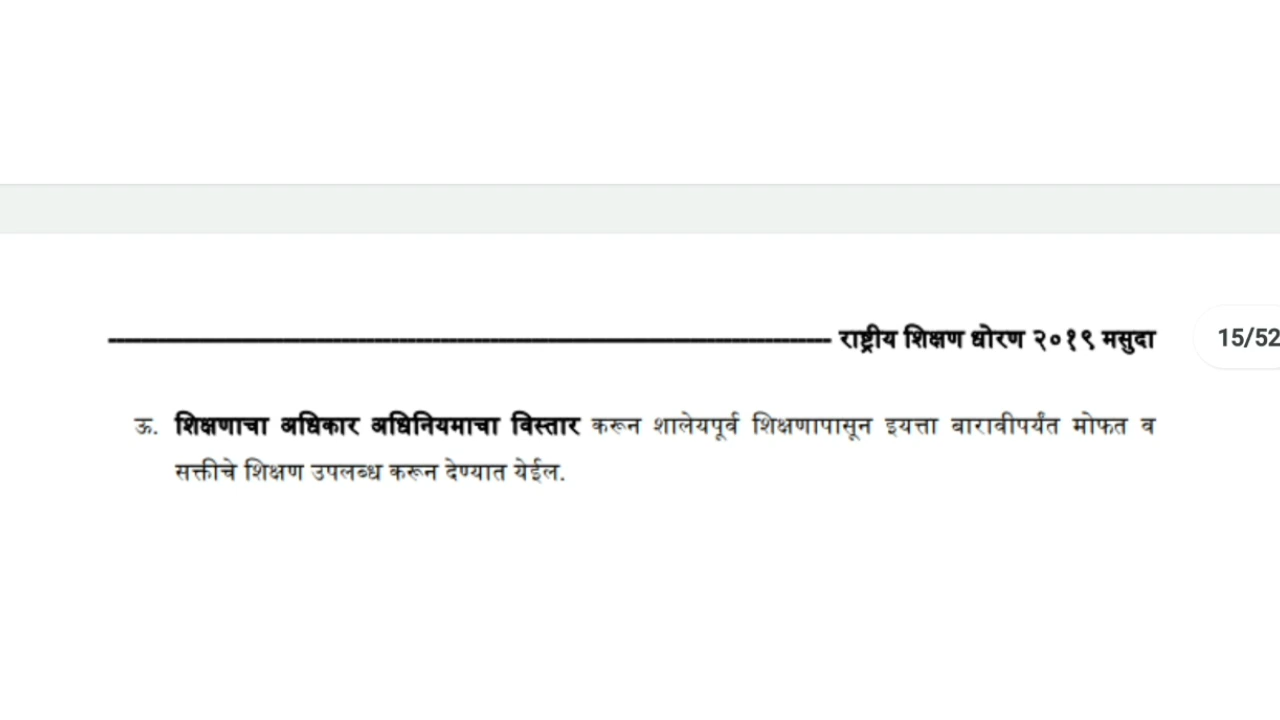 राष्ट्रीय शिक्षण धोरण २०१९ मसुदा
15/52
ऊ. शिक्षणाचा अधिकार अधिनियमाचा विस्तार करून शालेयपूर्व शिक्षणापासून इयत्ता बारावीपर्यंत मोफत व
सक्तीचे शिक्षण उपलब्ध करून देण्यात येईल.